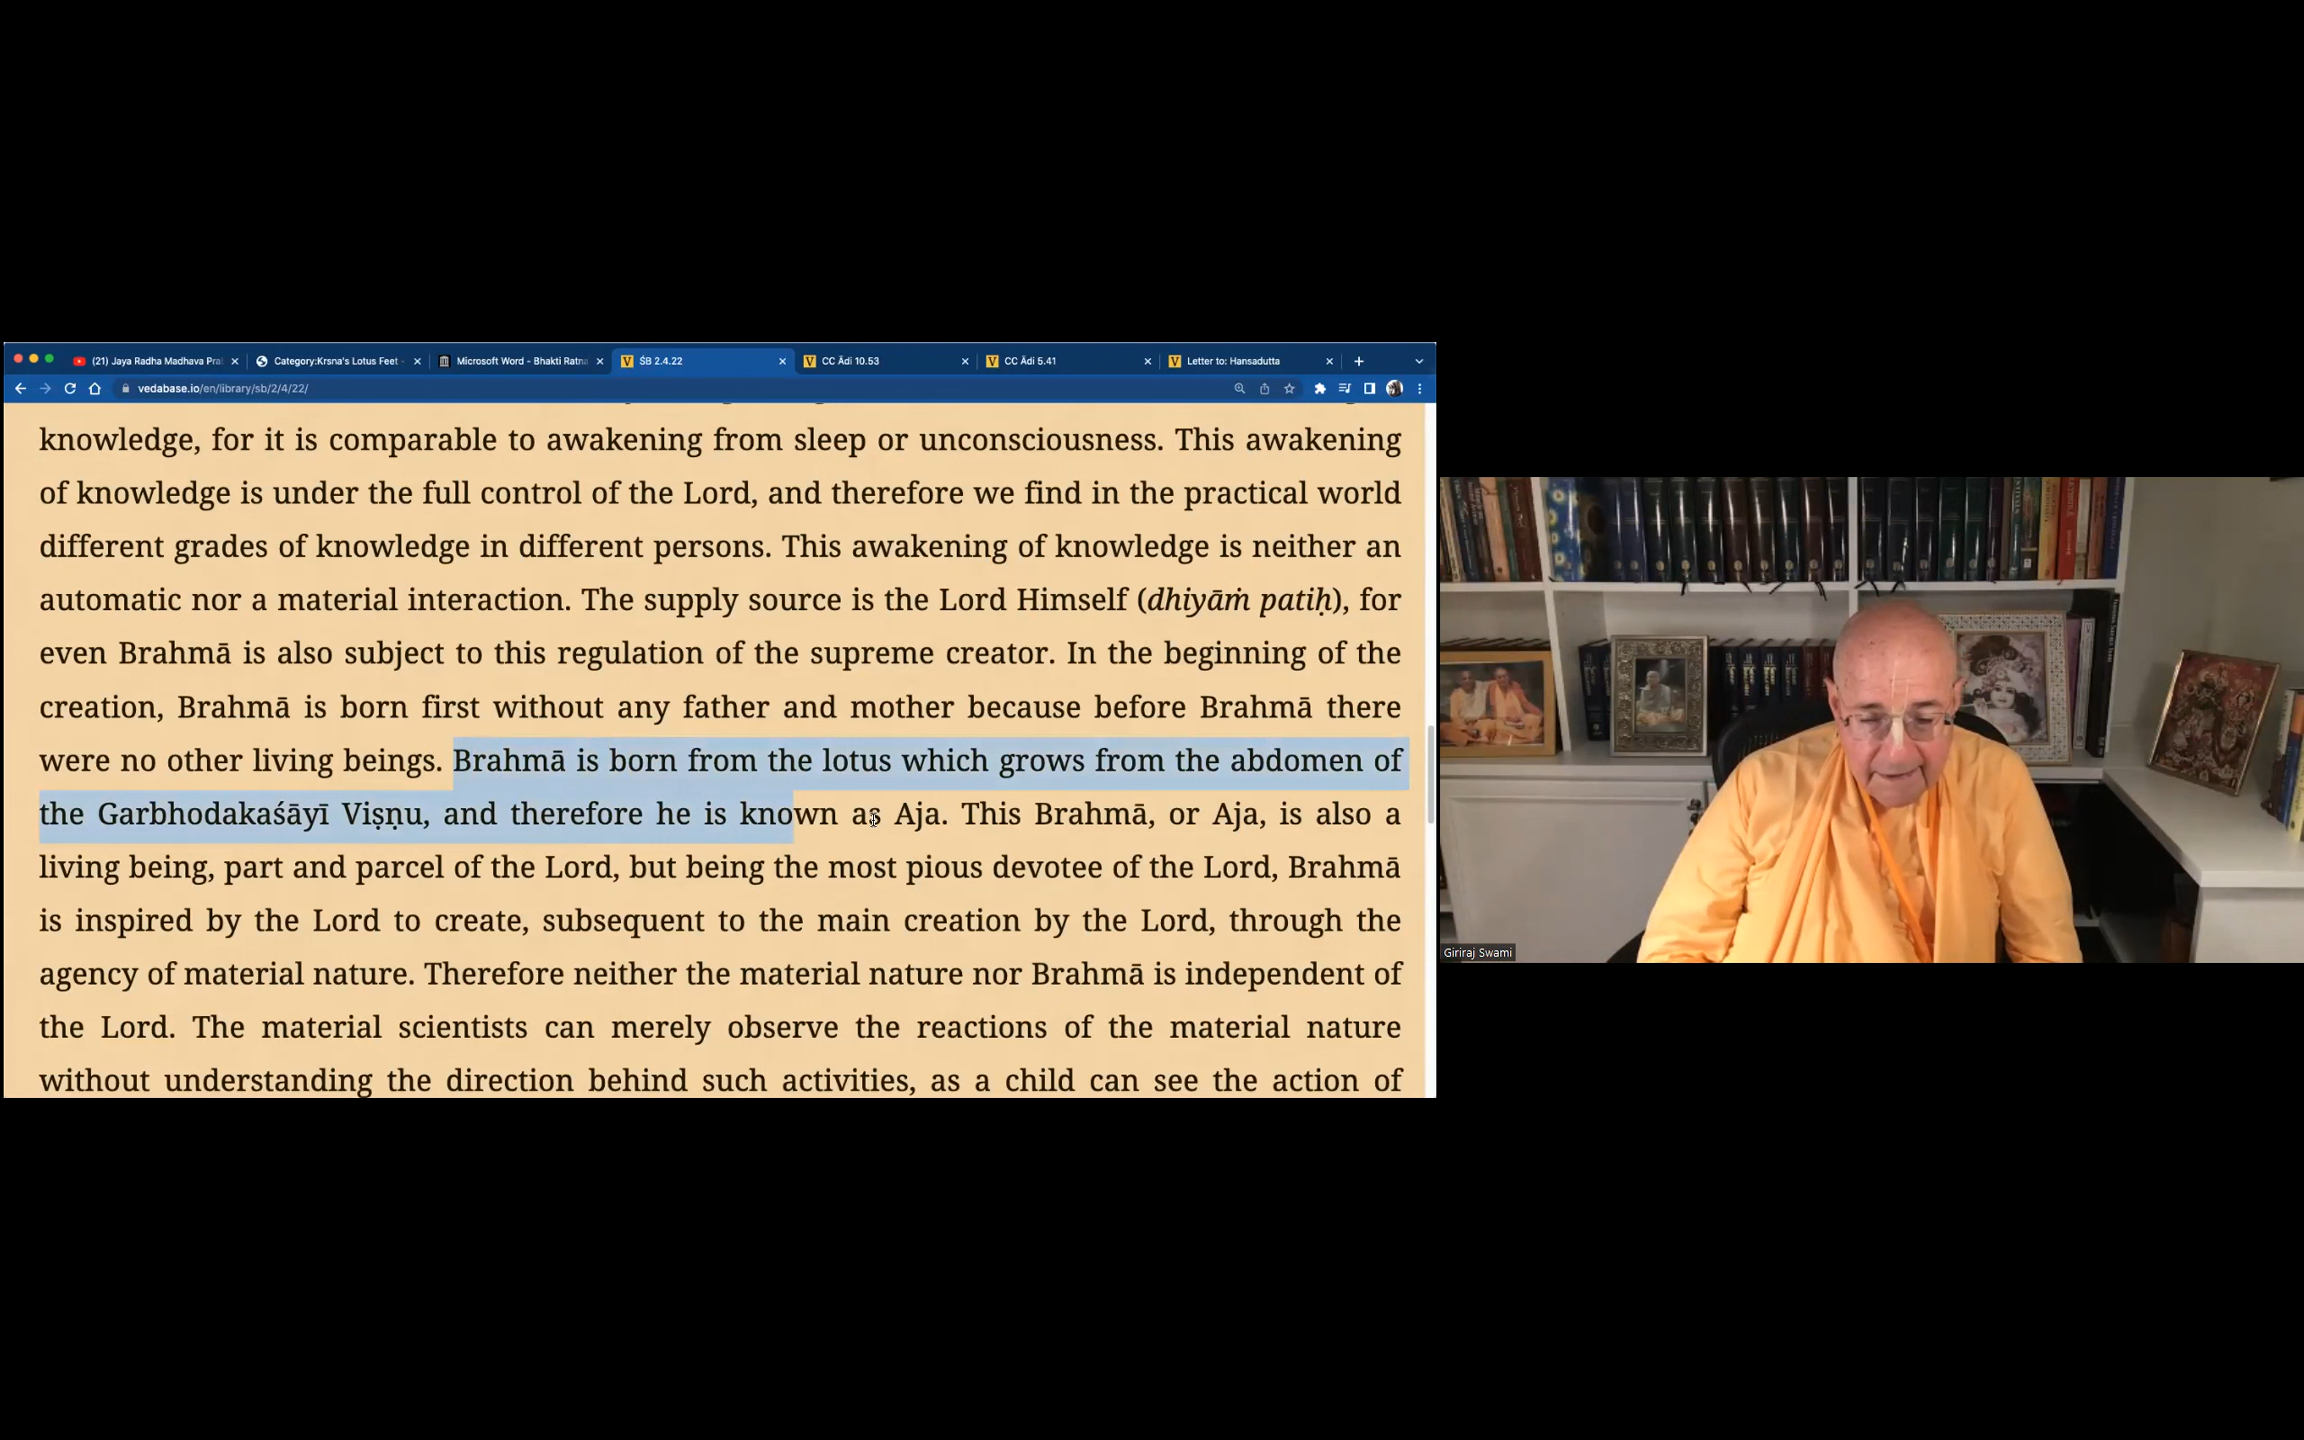 (21) Jaya Radha Madhava Pra
Category:Krsna's Lotus Feet -
Microsoft Word - Bhakti Ratna
ŚB 2.4.22
CC Ādi 10.53
CC Ādi 5.41
Letter to: Hansadutta
vedabase.io/en/library/sb/2/4/22/
knowledge, for it is comparable to awakening from sleep or unconsciousness. This awakening
of knowledge is under the full control of the Lord, and therefore we find in the practical world
different grades of knowledge in different persons. This awakening of knowledge is neither an
automatic nor a material interaction. The supply source is the Lord Himself (dhiyāṁ patiḥ), for
even Brahmā is also subject to this regulation of the supreme creator. In the beginning of the
creation, Brahmā is born first without any father and mother because before Brahmā there
were no other living beings. Brahmā is born from the lotus which grows from the abdomen of
the Garbhodakaśāyī Viṣṇu, and therefore he is known as Aja. This Brahmā, or Aja, is also a
living being, part and parcel of the Lord, but being the most pious devotee of the Lord, Brahmā
is inspired by the Lord to create, subsequent to the main creation by the Lord, through the
agency of material nature. Therefore neither the material nature nor Brahmā is independent of
the Lord. The material scientists can merely observe the reactions of the material nature
without understanding the direction behind such activities, as a child can see the action of
Giriraj Swami